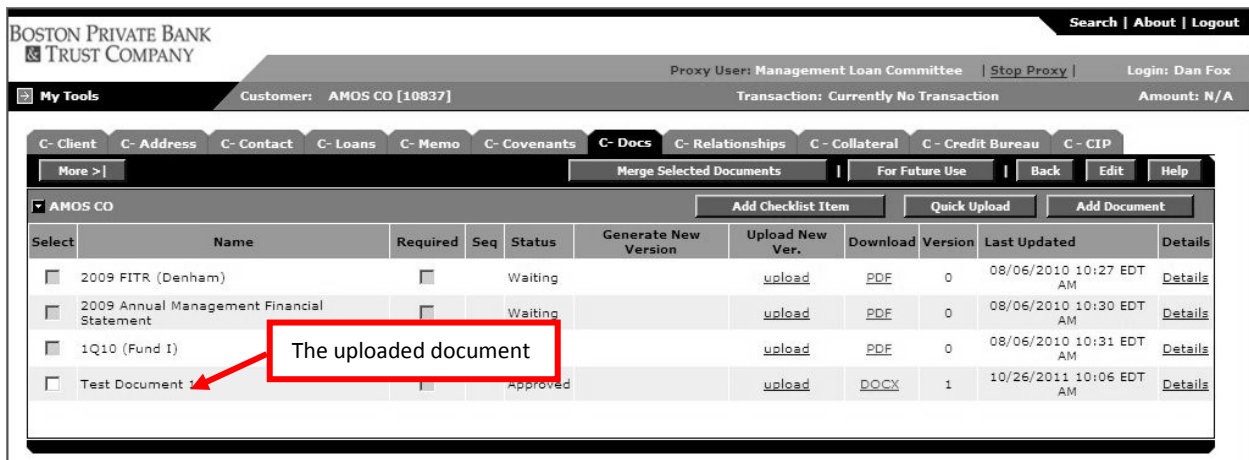 Search | About | Logout
BOSTON PRIVATE BANK
& TRUST COMPANY
Proxy User: Management Loan Committee | Stop Proxy | Login: Dan Fox
My Tools Customer: AMOS CO [10837] Transaction: Currently No Transaction Amount: N/A
C- Client C- Address C- Contact C- Loans C- Memo C- Covenants C- Docs C- Relationships C - Collateral C - Credit Bureau C - CIP
More >| Merge Selected Documents | For Future Use | Back Edit Help
AMOS CO Add Checklist Item Quick Upload Add Document
Select Name Required Seq Status Generate New Version Upload New Ver. Download Version Last Updated Details
2009 FITR (Denham) Waiting upload PDF 0 08/06/2010 10:27 EDT AM Details
2009 Annual Management Financial Statement Waiting upload PDF 0 08/06/2010 10:30 EDT AM Details
1Q10 (Fund I) upload PDF 0 08/06/2010 10:31 EDT AM Details
The uploaded document
Test Document 1 Approved upload DOCX 1 10/26/2011 10:06 EDT AM Details